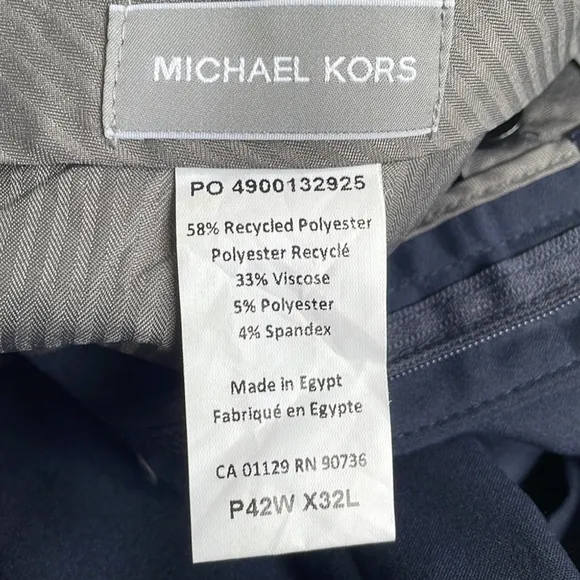 MICHAEL KORS
PO 4900132925
58% Recycled Polyester
Polyester Recyclé
33% Viscose
5% Polyester
4% Spandex
Made in Egypt
Fabriqué en Egypte
CA 01129 RN 90736
P42W X32L